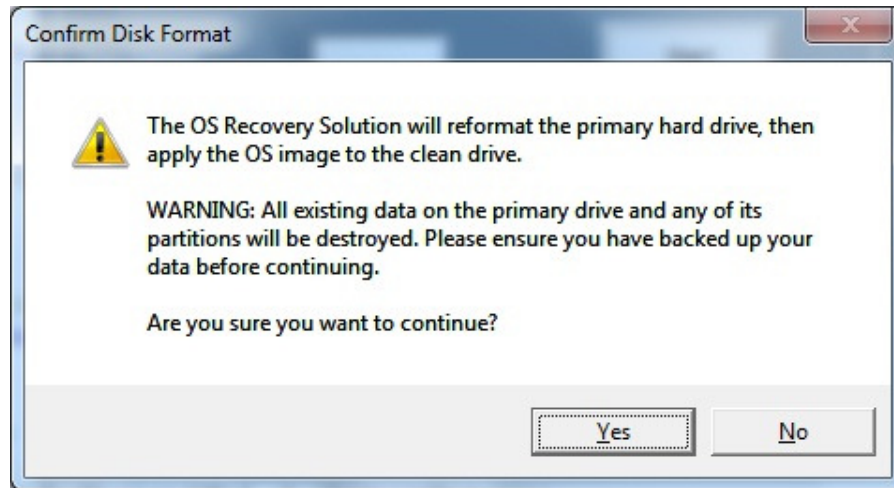 Confirm Disk Format
The OS Recovery Solution will reformat the primary hard drive, then
apply the OS image to the clean drive.
WARNING: All existing data on the primary drive and any of its
partitions will be destroyed. Please ensure you have backed up your
data before continuing.
Are you sure you want to continue?
Yes
No